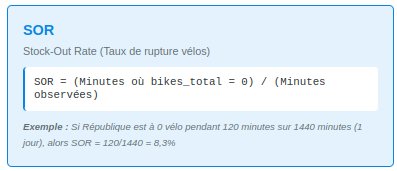 SOR
Stock-Out Rate (Taux de rupture vélos)
SOR = (Minutes où bikes_total = 0) / (Minutes
observées)
Exemple : Si République est à 0 vélo pendant 120 minutes sur 1440 minutes (1
jour), alors SOR = 120/1440 = 8,3%